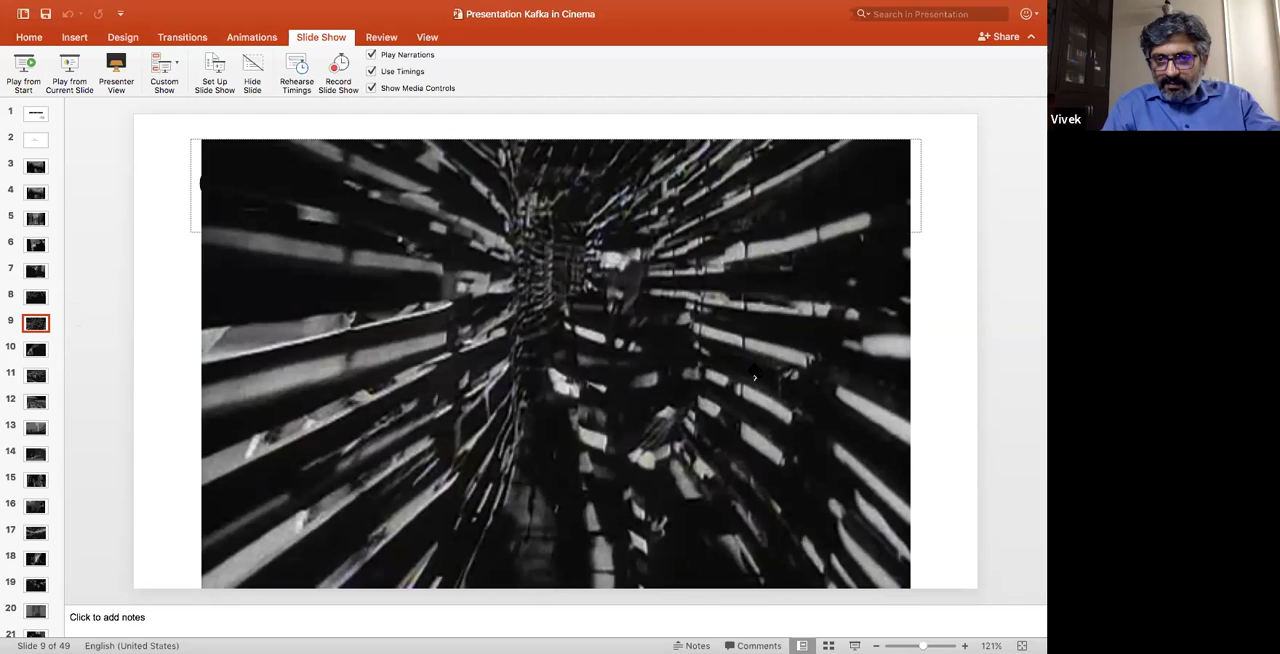 Presentation Kafka in Cinema
Search in Presentation
Home Insert Design Transitions Animations Slide Show Review View
Share
Play from Start
Play from Current Slide
Presenter View
Custom Show
Set Up Slide Show
Hide Slide
Rehearse Timings
Record Slide Show
Play Narrations
Use Timings
Show Media Controls
Vivek
1
2
3
4
5
6
7
8
9
10
11
12
13
14
15
16
17
18
19
20
21
Click to add notes
Slide 9 of 49 English (United States) Notes Comments 121%